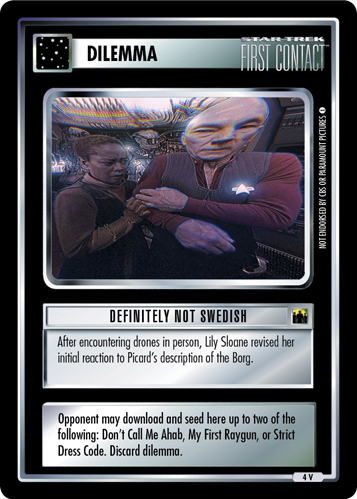 DILEMMA
STAR TREK
FIRST CONTACT
NOT ENDORSED BY CBS OR PARAMOUNT PICTURES
DEFINITELY NOT SWEDISH
After encountering drones in person, Lily Sloane revised her
initial reaction to Picard's description of the Borg.
Opponent may download and seed here up to two of
the following: Don't Call Me Ahab, My First Raygun, or Strict
Dress Code. Discard dilemma.
4 V